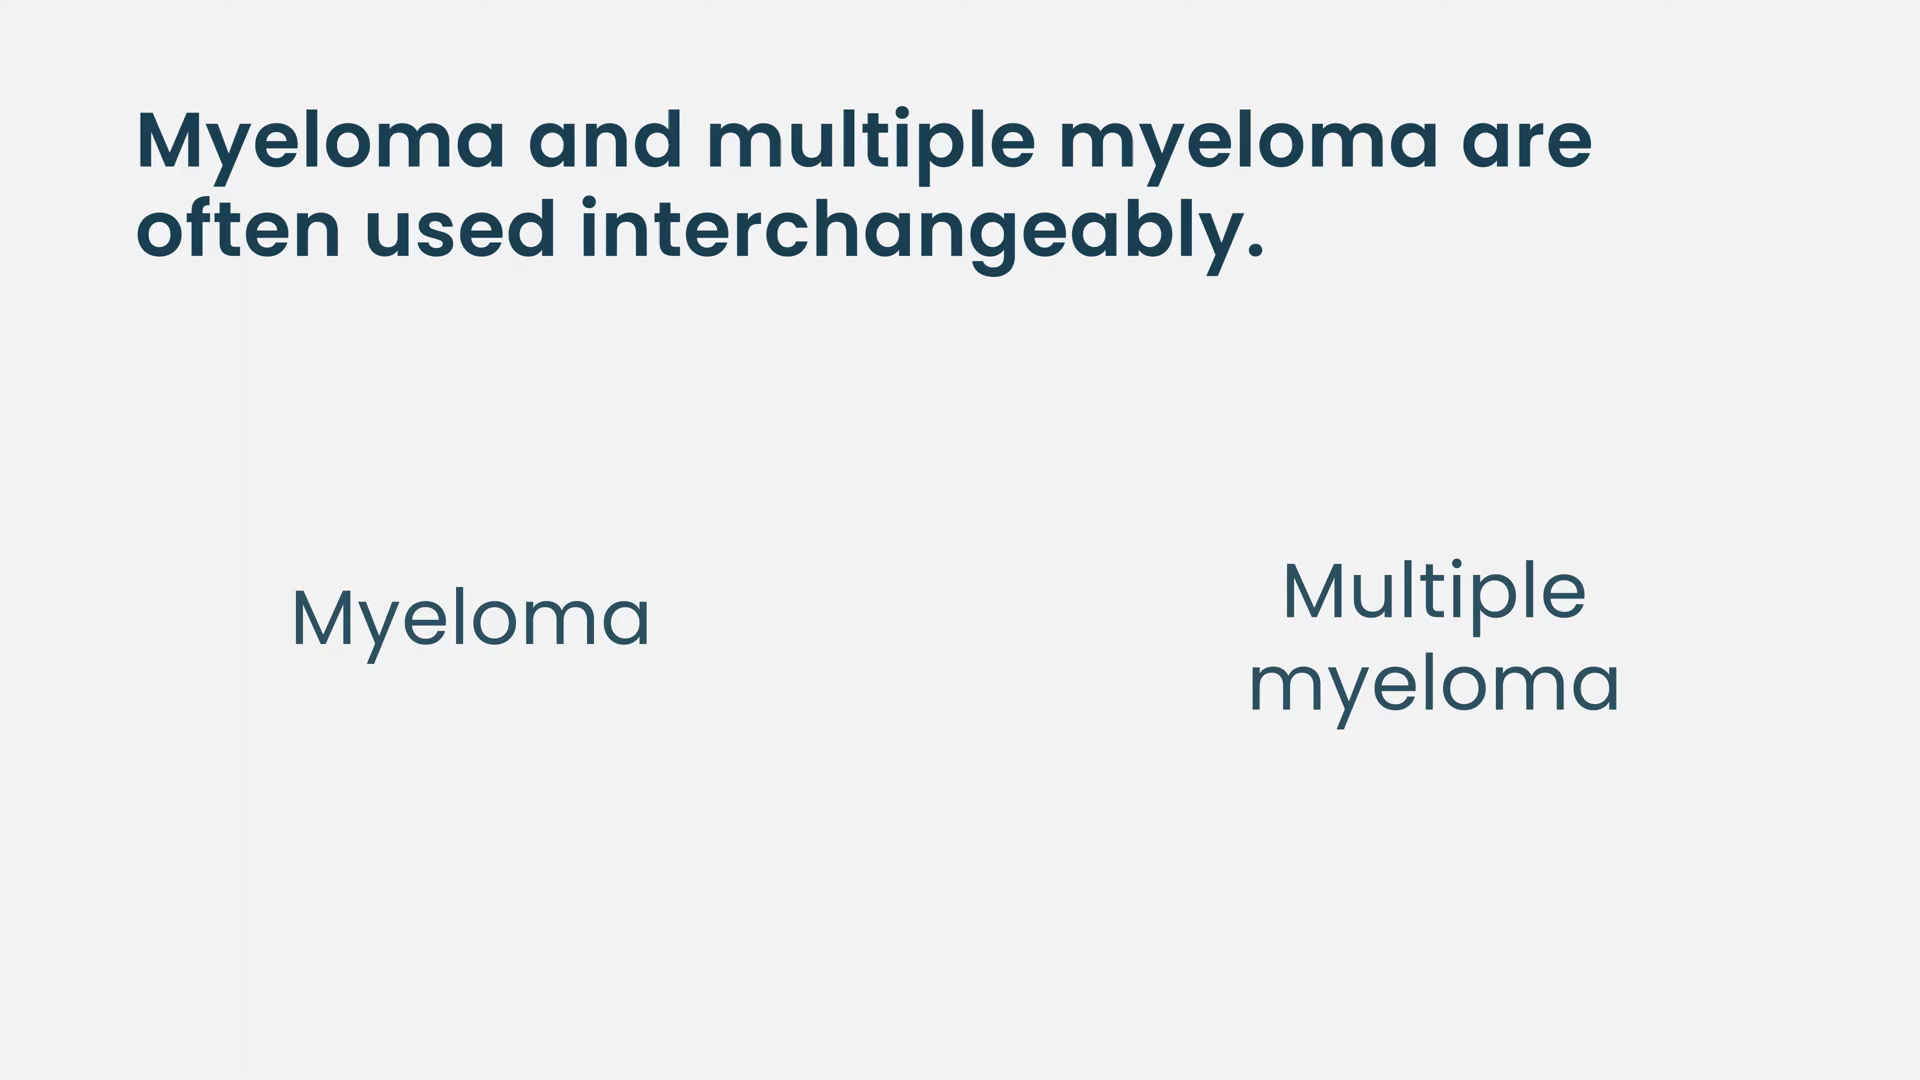 Myeloma and multiple myeloma are
often used interchangeably.
Myeloma
Multiple
myeloma